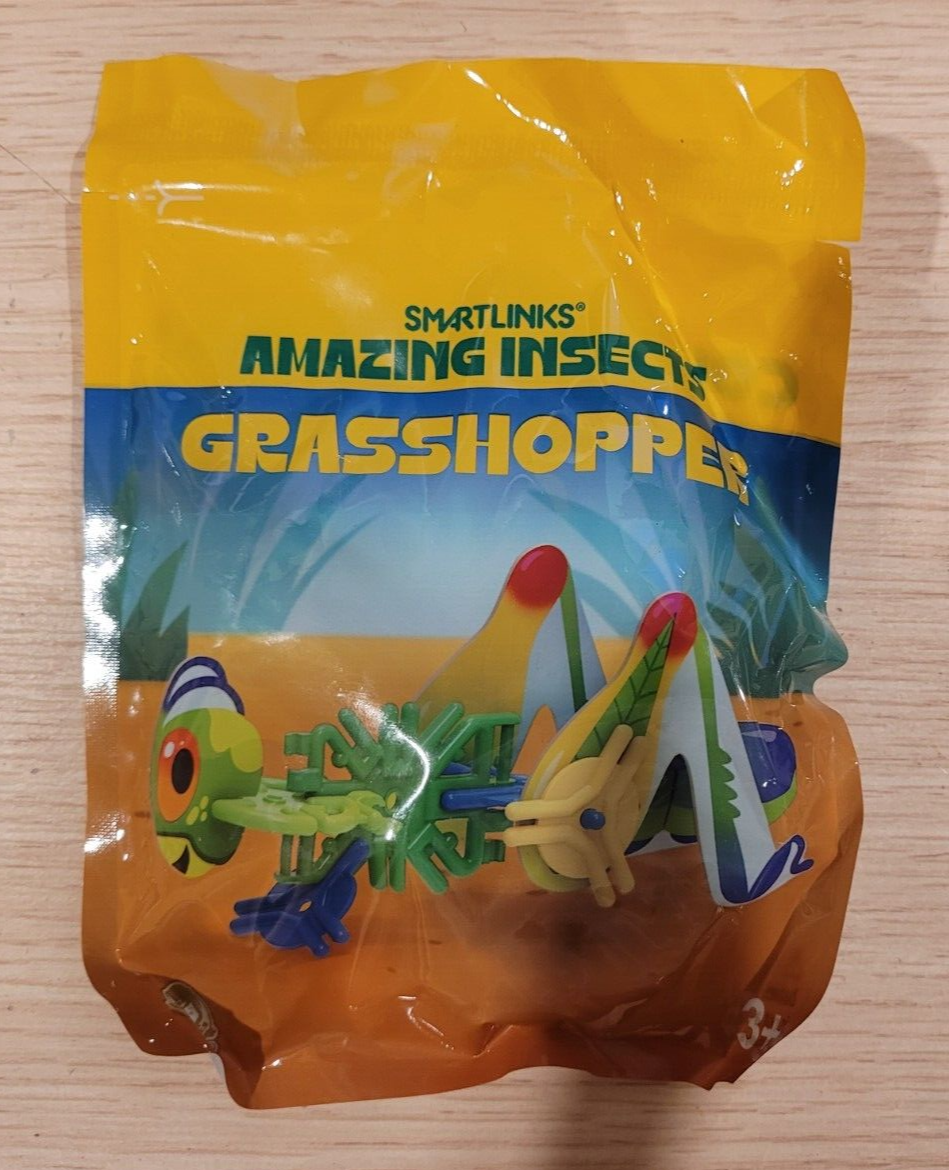 SMARTLINKS®
AMAZING INSECTS
GRASSHOPPER
3+